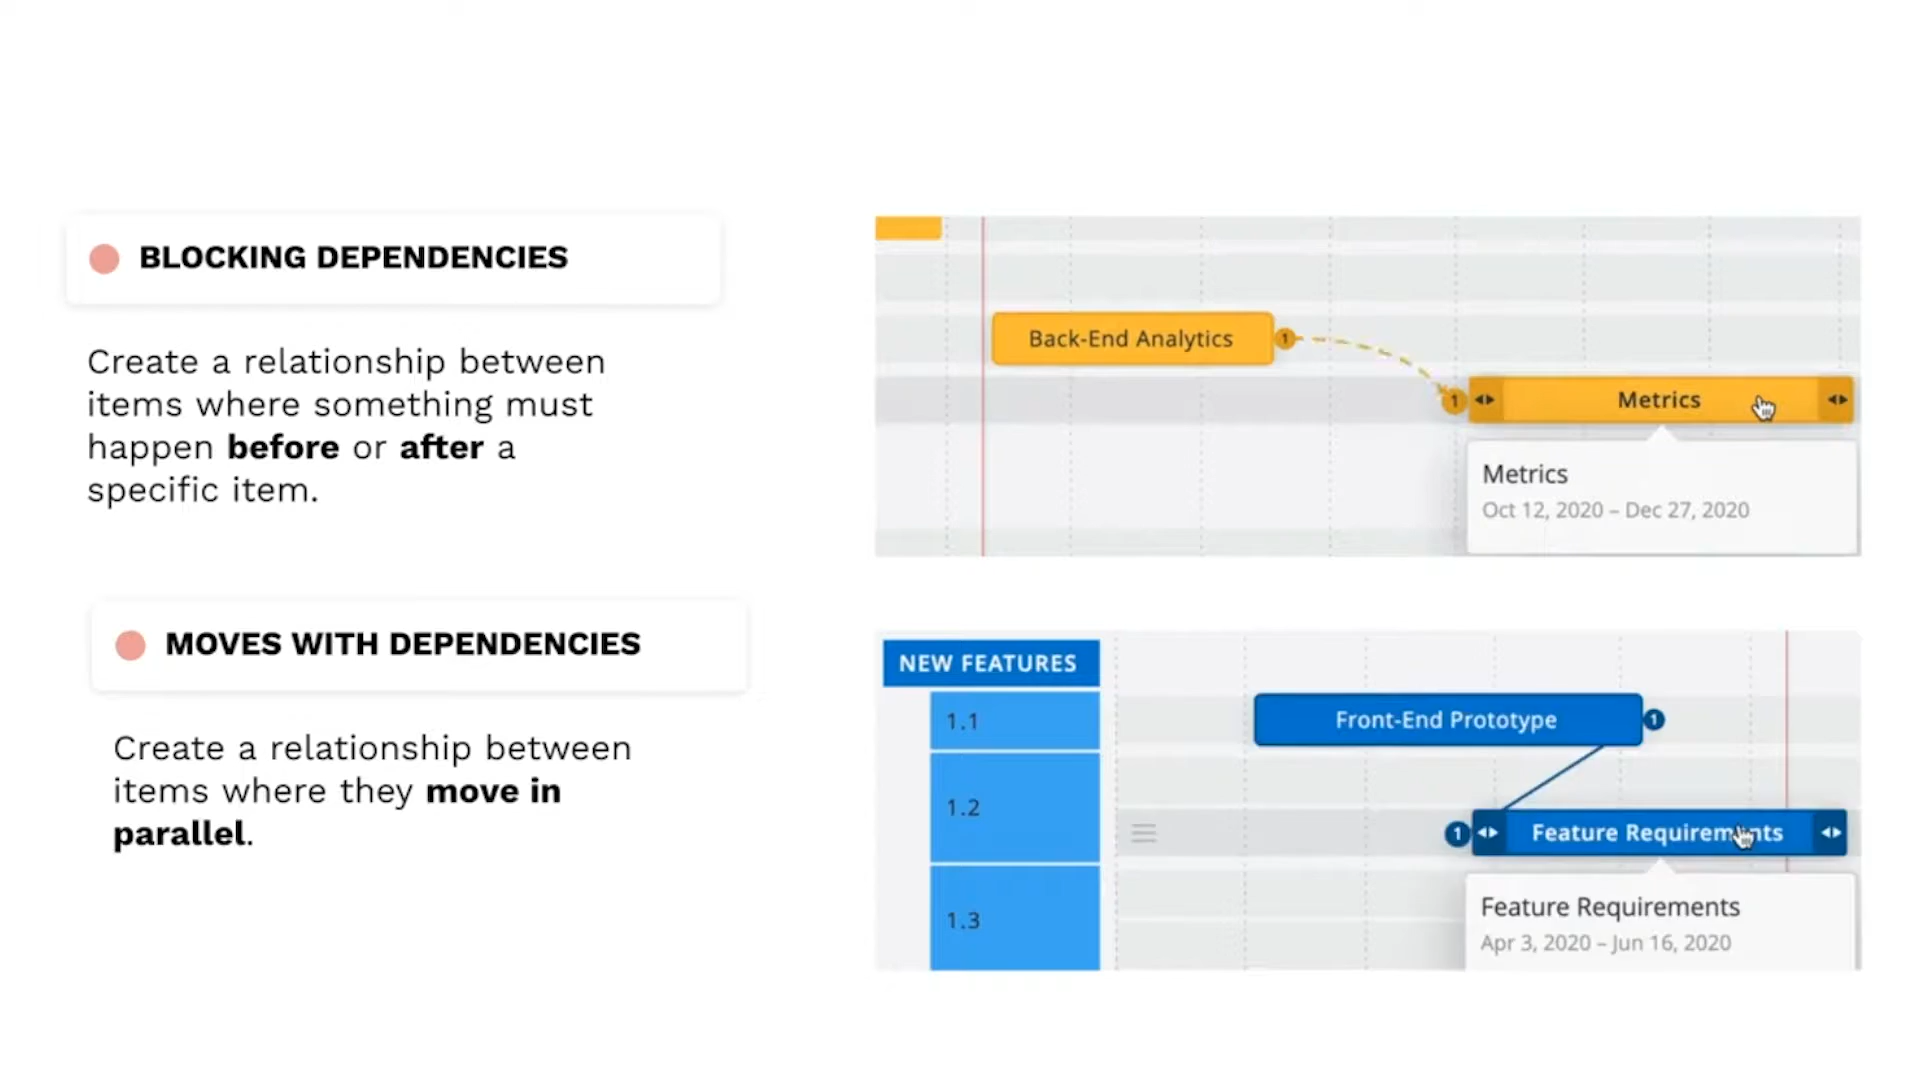 BLOCKING DEPENDENCIES
Create a relationship between
items where something must
happen before or after a
specific item.
MOVES WITH DEPENDENCIES
Create a relationship between
items where they move in
parallel.
Back-End Analytics
1
1
Metrics
Metrics
Oct 12, 2020 – Dec 27, 2020
NEW FEATURES
1.1
Front-End Prototype
1
1.2
1
Feature Requirements
1.3
Feature Requirements
Apr 3, 2020 – Jun 16, 2020